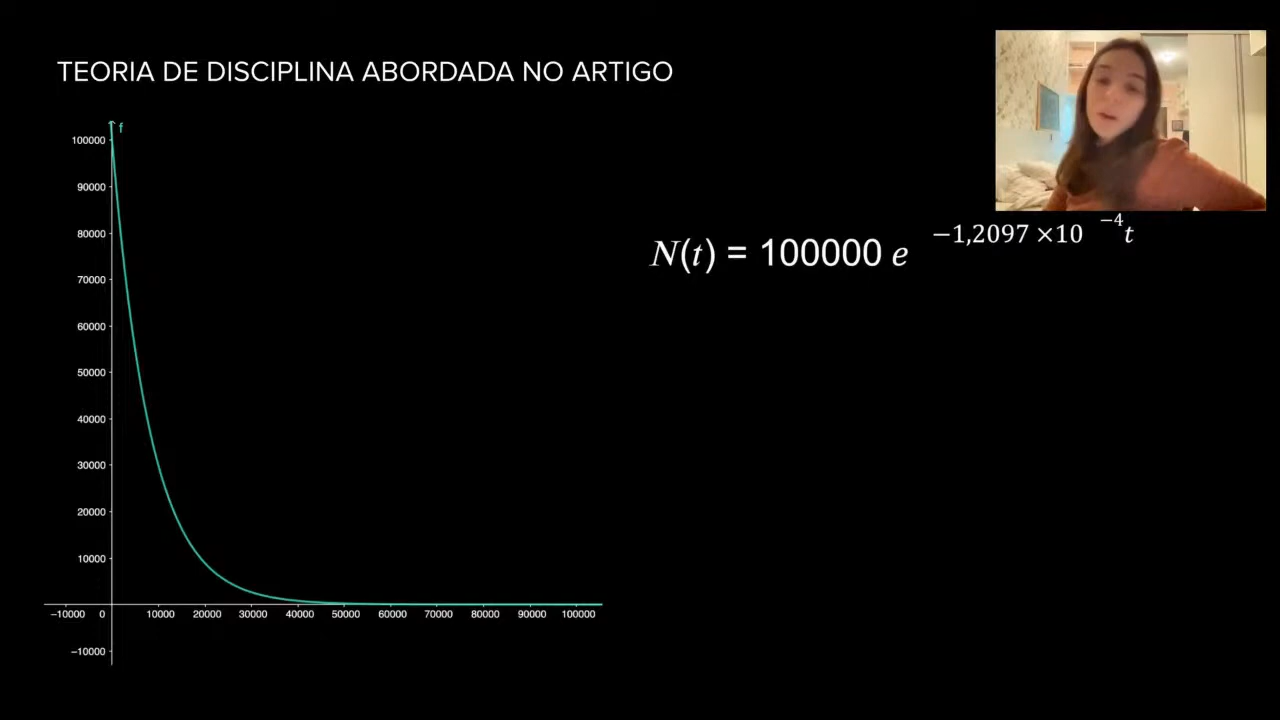 TEORIA DE DISCIPLINA ABORDADA NO ARTIGO
f
100000
90000
80000
70000
60000
50000
40000
30000
20000
10000
−10000 0 10000 20000 30000 40000 50000 60000 70000 80000 90000 100000
−10000
N(t) = 100000 e −1,2097 ×10 −4 t